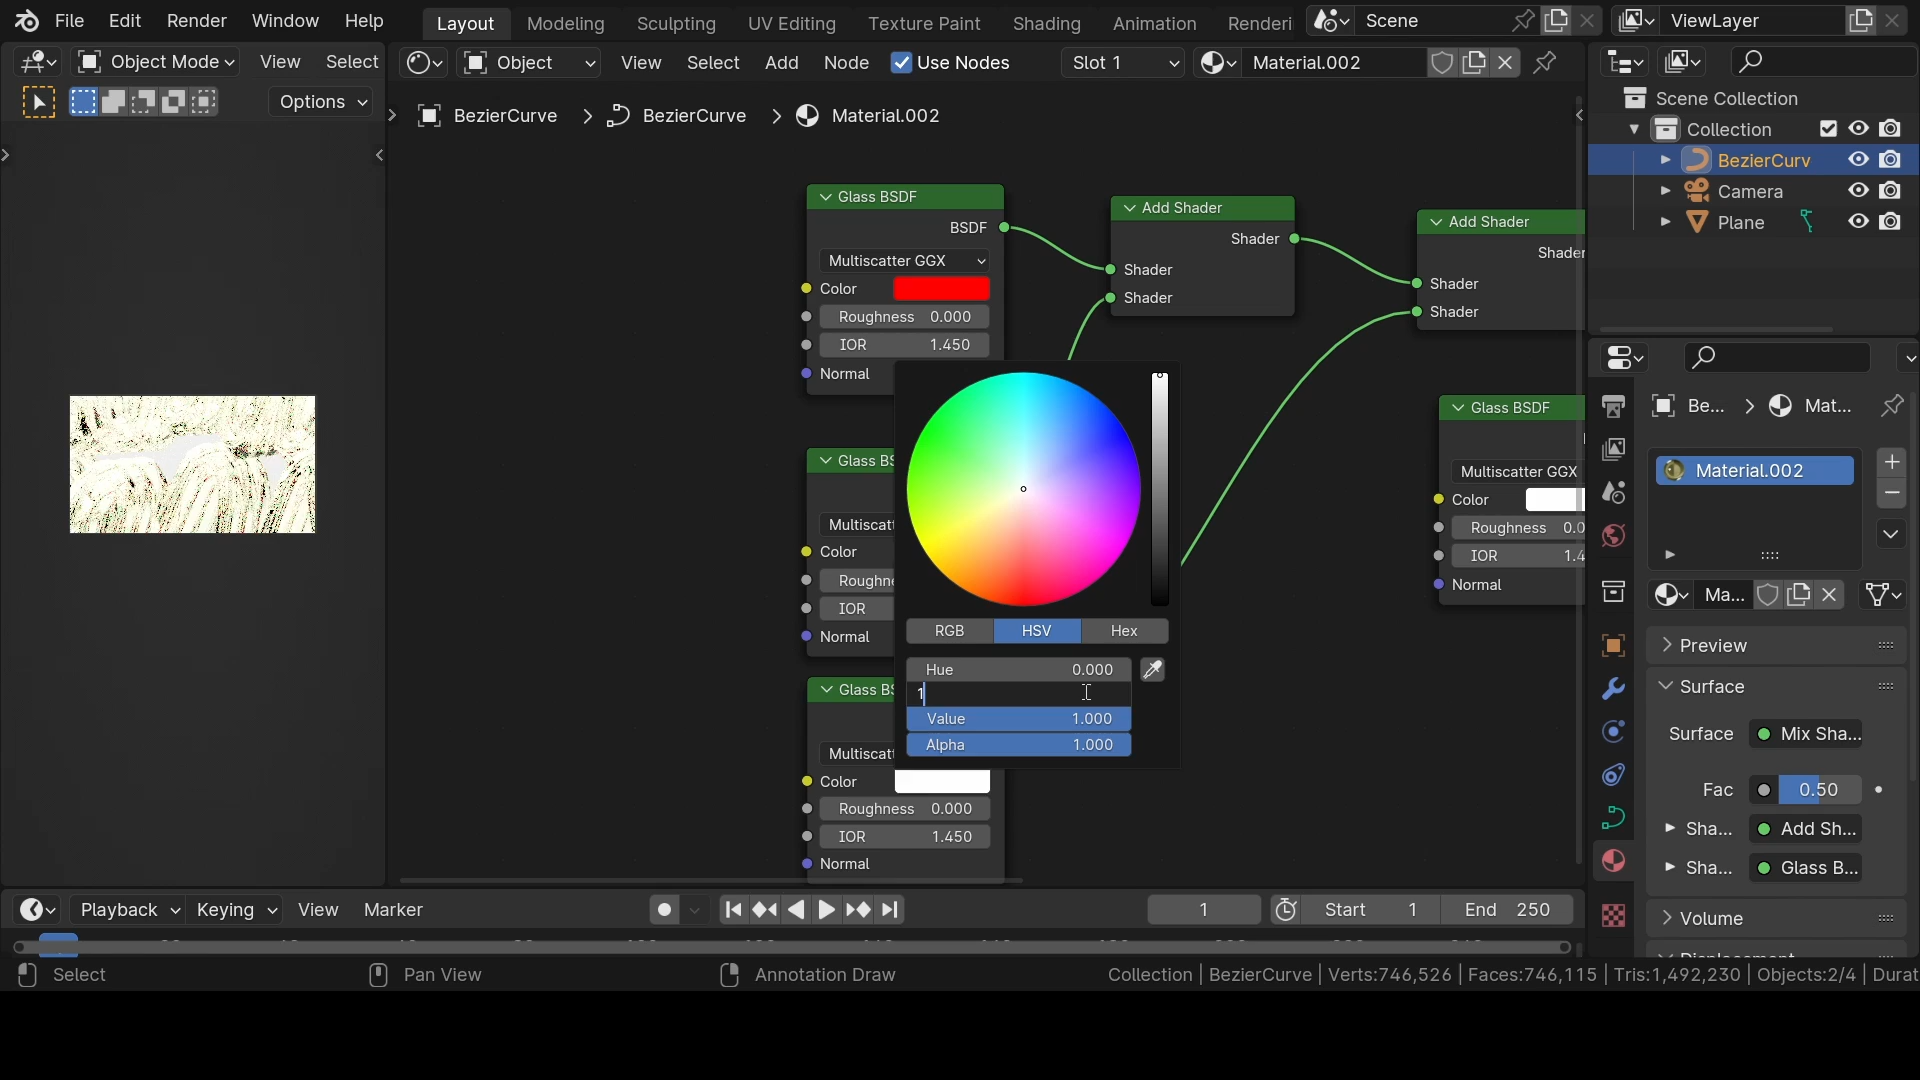 File Edit Render Window Help Layout Modeling Sculpting UV Editing Texture Paint Shading Animation Renderi Scene ViewLayer
Object Mode View Select Object View Select Add Node Use Nodes Slot 1 Material.002
Options
BezierCurve > BezierCurve > Material.002
Scene Collection
Collection
BezierCurv
Camera
Plane
Glass BSDF
BSDF
Multiscatter GGX
Color
Roughness 0.000
IOR 1.450
Normal
Add Shader
Shader
Shader
Shader
Add Shader
Shader
Shader
Shader
Glass BS
Multiscatt
Color
Roughne
IOR
Normal
Glass BS
Multiscatt
Color
Roughness 0.000
IOR 1.450
Normal
RGB HSV Hex
Hue 0.000
1
Value 1.000
Alpha 1.000
Glass BSDF
Multiscatter GGX
Color
Roughness 0.0
IOR 1.4
Normal
Be... > Mat...
Material.002
Ma...
Preview
Surface
Surface Mix Sha...
Fac 0.50
Sha... Add Sh...
Sha... Glass B...
Volume
Playback Keying View Marker 1 Start 1 End 250
Select Pan View Annotation Draw Collection | BezierCurve | Verts:746,526 | Faces:746,115 | Tris:1,492,230 | Objects:2/4 | Durat